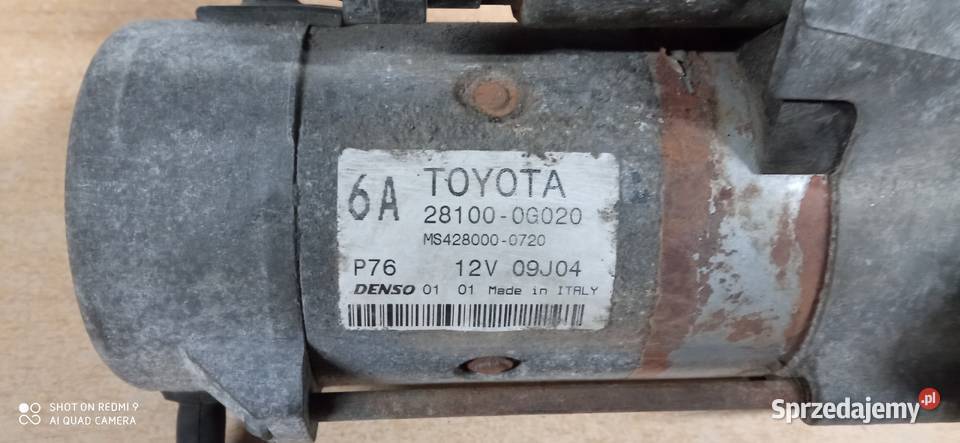 6A TOYOTA
28100-0G020
MS428000-0720
P76 12V 09J04
DENSO 01 01 Made in ITALY
SHOT ON REDMI 9
AI QUAD CAMERA
Sprzedajemy.pl